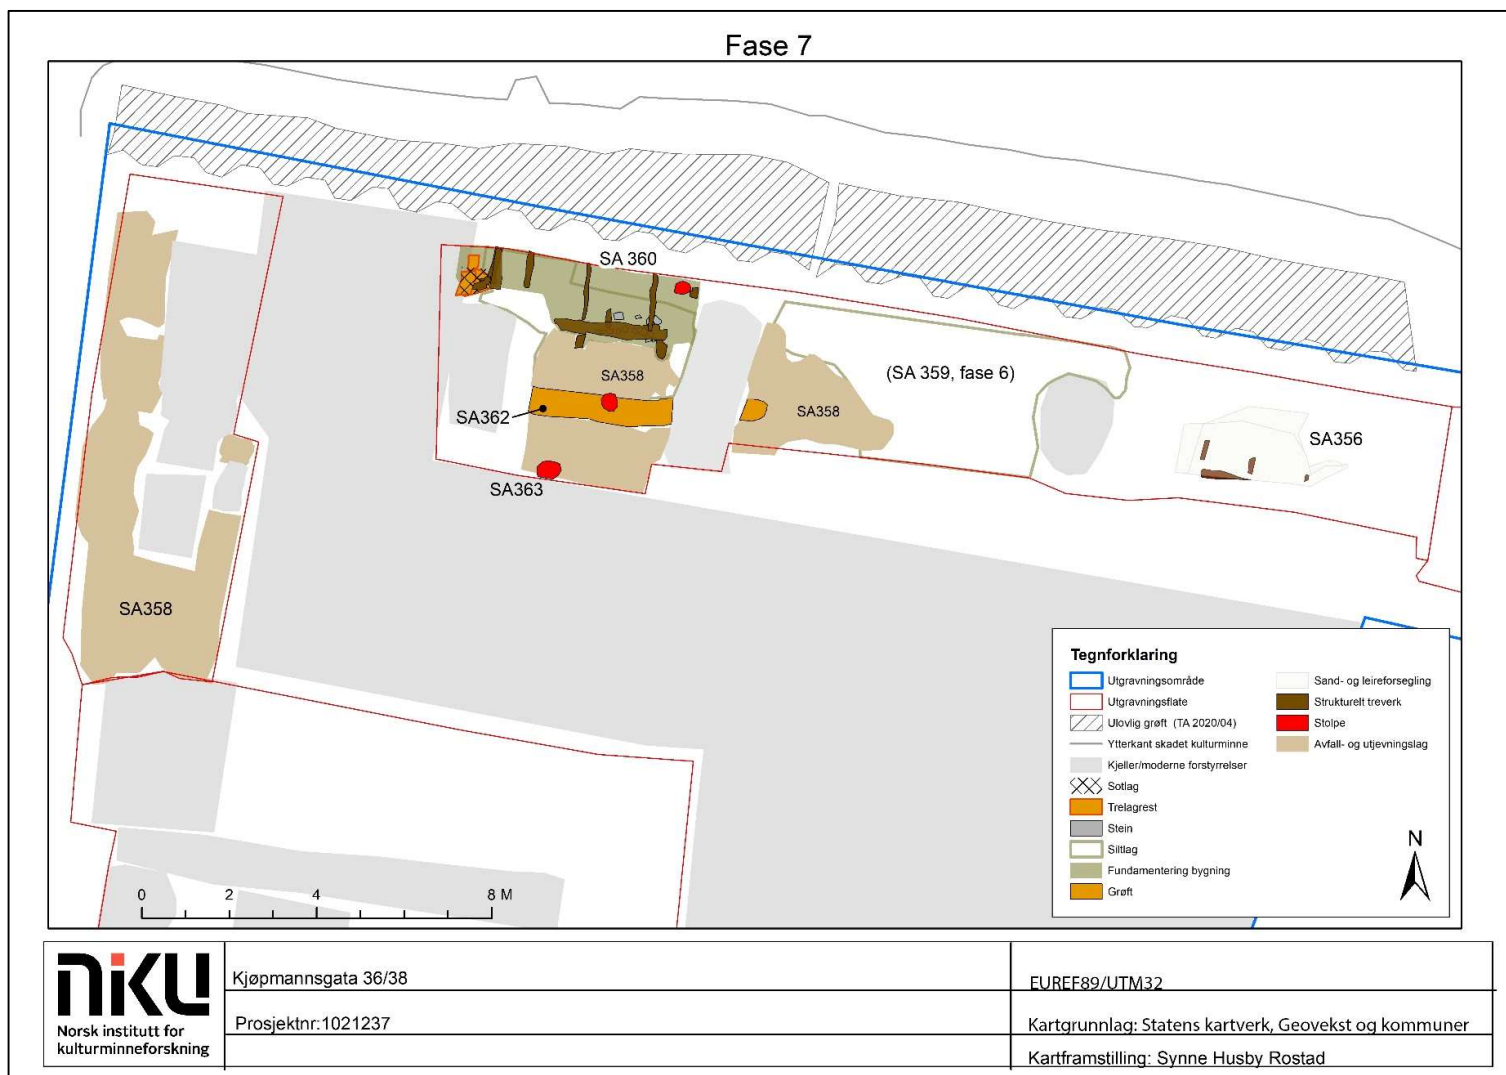 Fase 7
SA 360
(SA 359, fase 6)
SA358
SA358
SA362
SA356
SA363
SA358
Tegnforklaring
Utgravningsområde
Utgravningsflate
Ulovlig grøft (TA 2020/04)
Ytterkant skadet kulturminne
Kjeller/moderne forstyrrelser
Sotlag
Trelagrest
Stein
Siltlag
Fundamentering bygning
Grøft
Sand- og leireforsegling
Strukturelt treverk
Stolpe
Avfall- og utjevningslag
N
0 2 4 8 M
NIKU
Norsk institutt for
kulturminneforskning
Kjøpmannsgata 36/38
Prosjektnr:1021237
EUREF89/UTM32
Kartgrunnlag: Statens kartverk, Geovekst og kommuner
Kartframstilling: Synne Husby Rostad